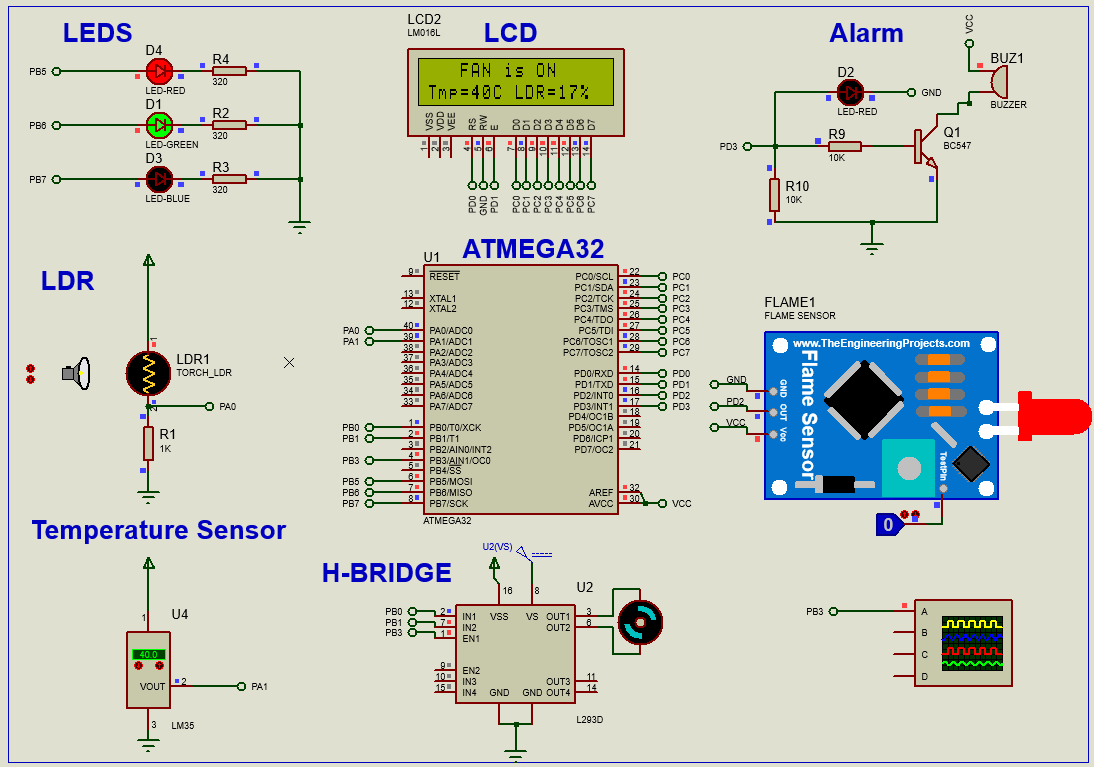 LEDS
D4
PB5
R4
320
LED-RED
D1
PB6
R2
320
LED-GREEN
D3
PB7
R3
320
LED-BLUE
LCD2
LM016L
LCD
FAN is ON
Tmp=40C LDR=17%
VSS
VDD
VEE
RS
RW
E
D0
D1
D2
D3
D4
D5
D6
D7
1
2
3
4
5
6
7
8
9
10
11
12
13
14
PD0
GND
PD1
PC0
PC1
PC2
PC3
PC4
PC5
PC6
PC7
Alarm
VCC
BUZ1
BUZZER
D2
GND
LED-RED
PD3
R9
10K
Q1
BC547
R10
10K
LDR
LDR1
TORCH_LDR
1
2
PA0
R1
1K
ATMEGA32
U1
9 RESET
13 XTAL1
12 XTAL2
PA0 40 PA0/ADC0
PA1 39 PA1/ADC1
38 PA2/ADC2
37 PA3/ADC3
36 PA4/ADC4
35 PA5/ADC5
34 PA6/ADC6
33 PA7/ADC7
PB0 1 PB0/T0/XCK
PB1 2 PB1/T1
3 PB2/AIN0/INT2
PB3 4 PB3/AIN1/OC0
5 PB4/SS
PB5 6 PB5/MOSI
PB6 7 PB6/MISO
PB7 8 PB7/SCK
PC0/SCL 22 PC0
PC1/SDA 23 PC1
PC2/TCK 24 PC2
PC3/TMS 25 PC3
PC4/TDO 26 PC4
PC5/TDI 27 PC5
PC6/TOSC1 28 PC6
PC7/TOSC2 29 PC7
PD0/RXD 14 PD0
PD1/TXD 15 PD1
PD2/INT0 16 PD2
PD3/INT1 17 PD3
PD4/OC1B 18
PD5/OC1A 19
PD6/ICP1 20
PD7/OC2 21
AREF 32
AVCC 30 VCC
ATMEGA32
FLAME1
FLAME SENSOR
www.TheEngineeringProjects.com
Flame Sensor
GND
PD2
VCC
GND
OUT
Vcc
TestPin
0
Temperature Sensor
U4
1
40.0
VOUT
2
PA1
3
LM35
H-BRIDGE
U2(VS)
U2
16
8
PB0 2 IN1
PB1 7 IN2
PB3 1 EN1
9 EN2
10 IN3
15 IN4
VSS
VS
OUT1 3
OUT2 6
OUT3 11
OUT4 14
GND
GND
L293D
PB3
A
B
C
D